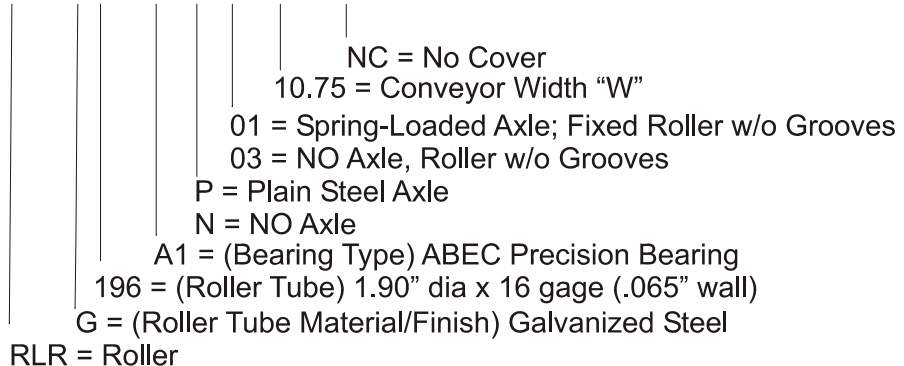 NC = No Cover
10.75 = Conveyor Width “W”
01 = Spring-Loaded Axle; Fixed Roller w/o Grooves
03 = NO Axle, Roller w/o Grooves
P = Plain Steel Axle
N = NO Axle
A1 = (Bearing Type) ABEC Precision Bearing
196 = (Roller Tube) 1.90” dia x 16 gage (.065” wall)
G = (Roller Tube Material/Finish) Galvanized Steel
RLR = Roller